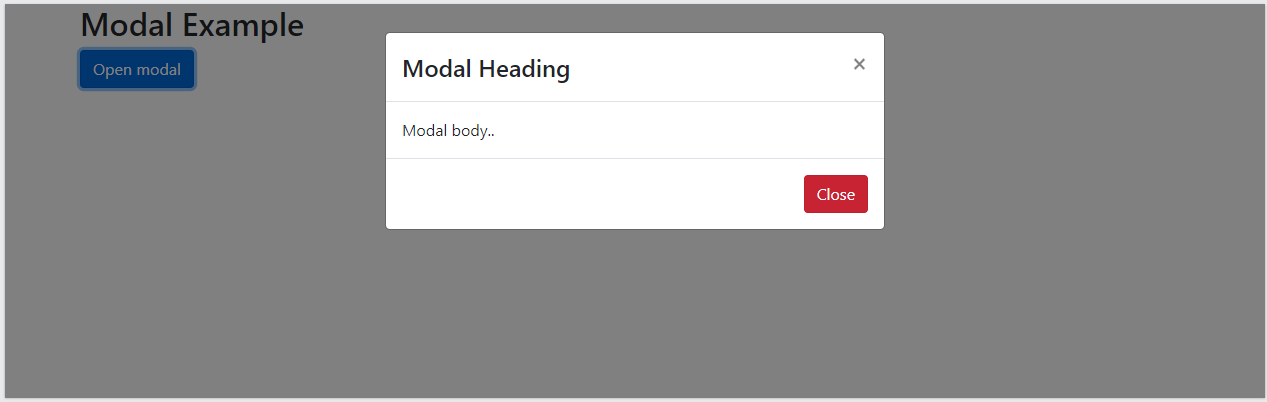 Modal Example
Open modal
Modal Heading ×
Modal body..
Close